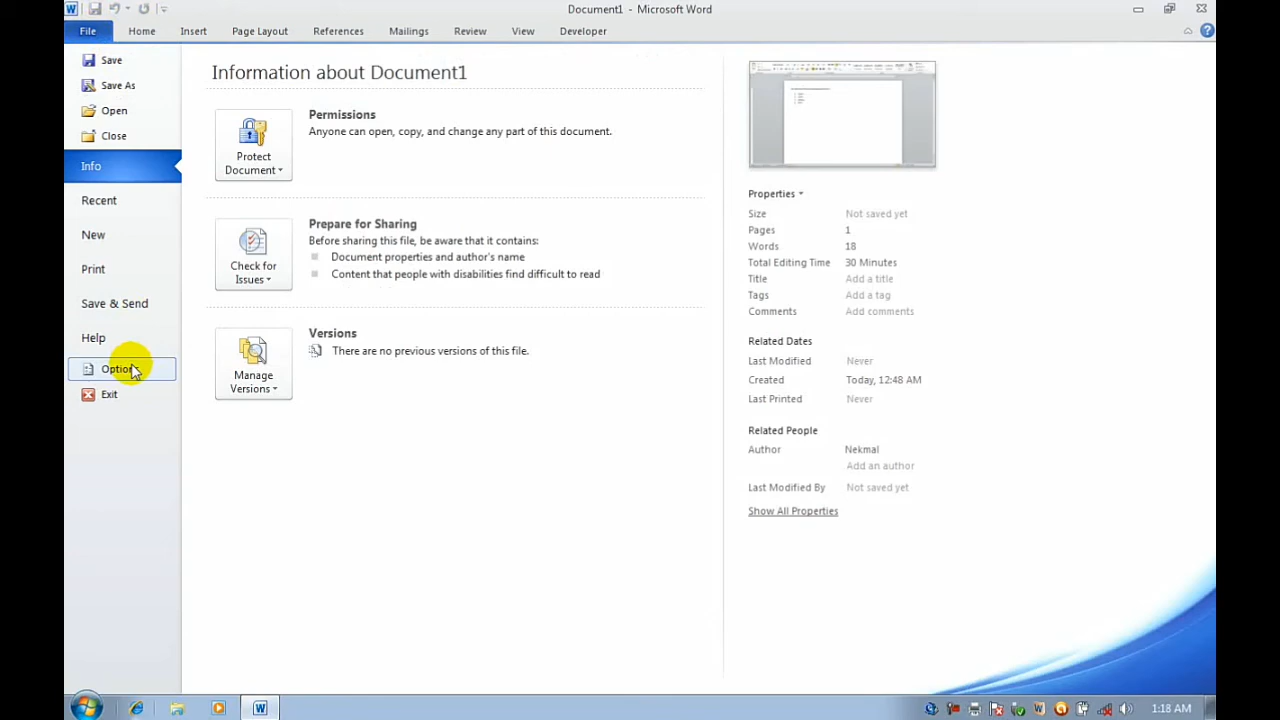 Document1 - Microsoft Word
File Home Insert Page Layout References Mailings Review View Developer
Save
Save As
Open
Close
Info
Recent
New
Print
Save & Send
Help
Option
Exit
Information about Document1
Protect
Document
Permissions
Anyone can open, copy, and change any part of this document.
Check for
Issues
Prepare for Sharing
Before sharing this file, be aware that it contains:
Document properties and author's name
Content that people with disabilities find difficult to read
Manage
Versions
Versions
There are no previous versions of this file.
Properties
Size Not saved yet
Pages 1
Words 18
Total Editing Time 30 Minutes
Title Add a title
Tags Add a tag
Comments Add comments
Related Dates
Last Modified Never
Created Today, 12:48 AM
Last Printed Never
Related People
Author Nekmal
Add an author
Last Modified By Not saved yet
Show All Properties
1:18 AM